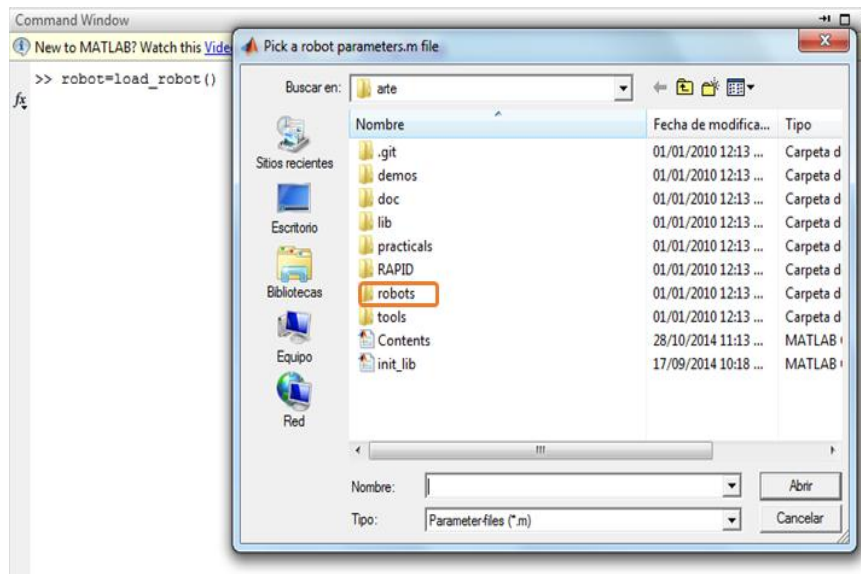 Command Window
New to MATLAB? Watch this Vide
>> robot=load_robot()
fx
Pick a robot parameters.m file
Buscar en: arte
Nombre Fecha de modifica... Tipo
.git 01/01/2010 12:13 ... Carpeta d
demos 01/01/2010 12:13 ... Carpeta d
doc 01/01/2010 12:13 ... Carpeta d
lib 01/01/2010 12:13 ... Carpeta d
practicals 01/01/2010 12:13 ... Carpeta d
RAPID 01/01/2010 12:13 ... Carpeta d
robots 01/01/2010 12:13 ... Carpeta d
tools 01/01/2010 12:13 ... Carpeta d
Contents 28/10/2014 11:13 ... MATLAB
init_lib 17/09/2014 10:18 ... MATLAB
Sitios recientes
Escritorio
Bibliotecas
Equipo
Red
Nombre:
Abrir
Tipo: Parameter-files (*.m)
Cancelar